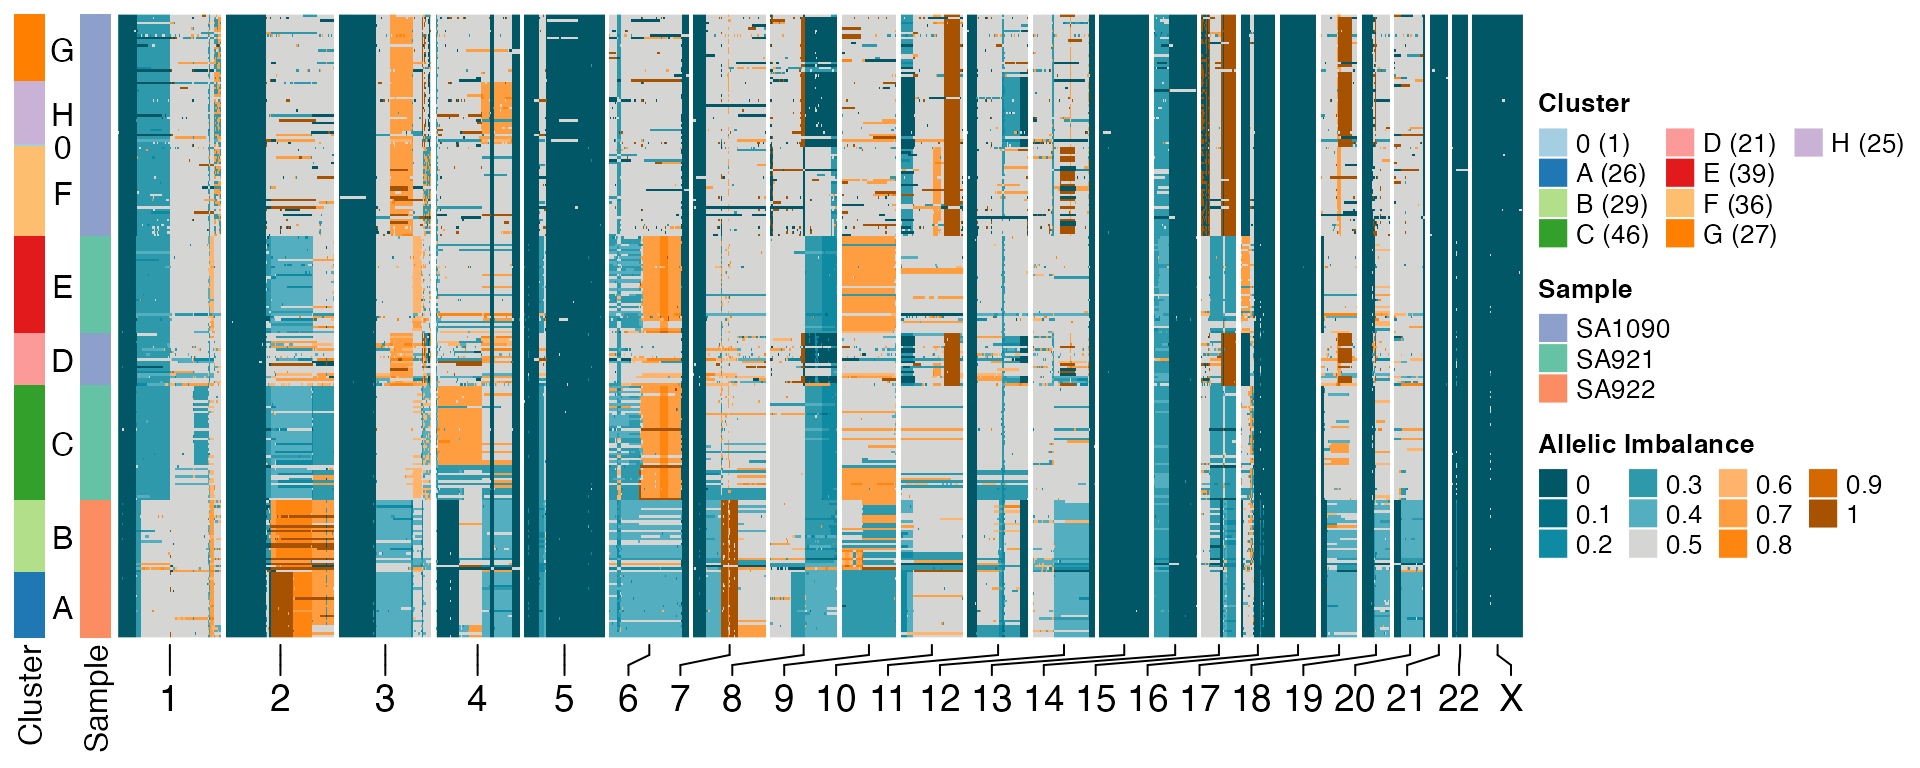 G
H
0
F
E
D
C
B
A
Cluster
Sample
1 2 3 4 5 6 7 8 9 10 11 12 13 14 15 16 17 18 19 20 21 22 X
Cluster
0 (1) D (21) H (25)
A (26) E (39)
B (29) F (36)
C (46) G (27)
Sample
SA1090
SA921
SA922
Allelic Imbalance
0 0.3 0.6 0.9
0.1 0.4 0.7 1
0.2 0.5 0.8